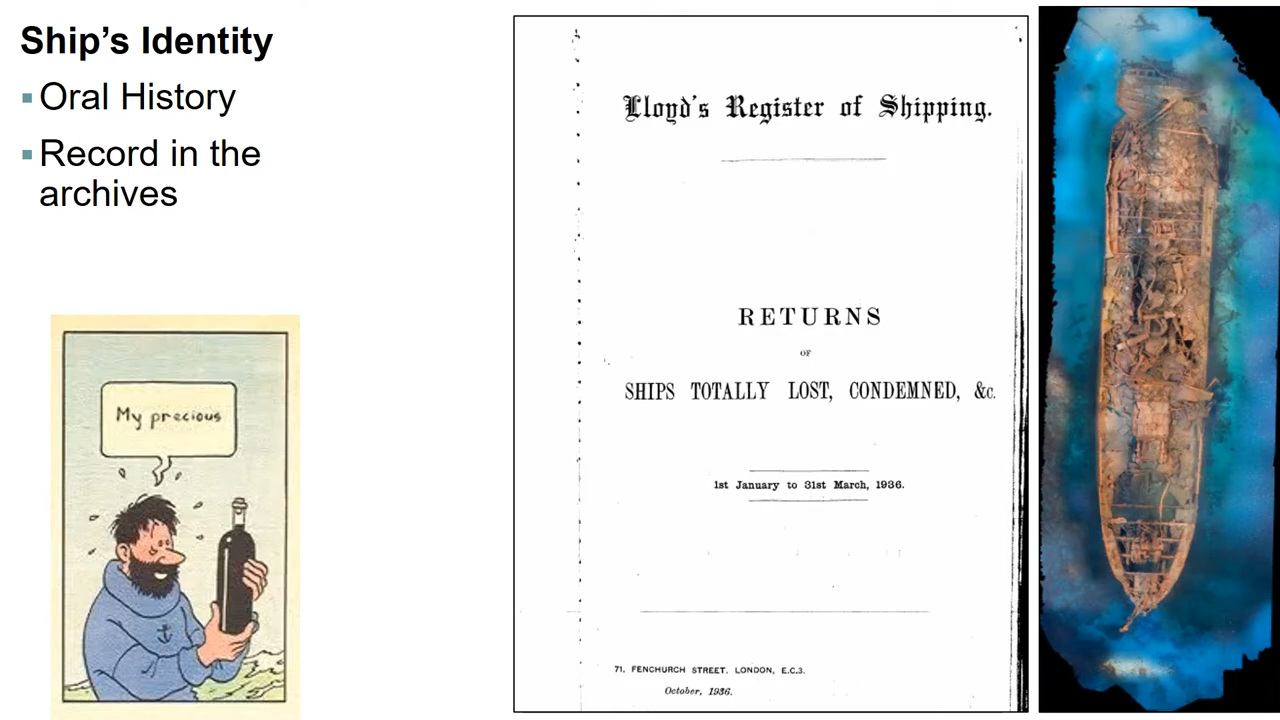 Ship's Identity
Oral History
Record in the
archives
My precious
Lloyd's Register of Shipping.
RETURNS
OF
SHIPS TOTALLY LOST, CONDEMNED, &c.
1st January to 31st March, 1936.
71, FENCHURCH STREET, LONDON, E.C.3.
October, 1936.